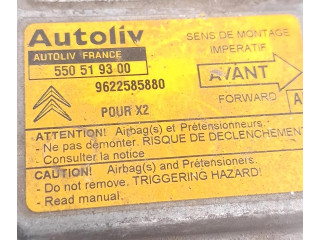 Autoliv
SENS DE MONTAGE
IMPERATIF
AUTOLIV FRANCE
550 51 93 00
AVANT
9622585880
FORWARD
A
POUR X2
ATTENTION! Airbag(s) et Prétensionneurs.
- Ne pas démonter. RISQUE DE DECLENCHEMENT
- Consulter la notice
CAUTION! Airbag(s) and Pretensioners.
- Do not remove. TRIGGERING HAZARD!
- Read manual.